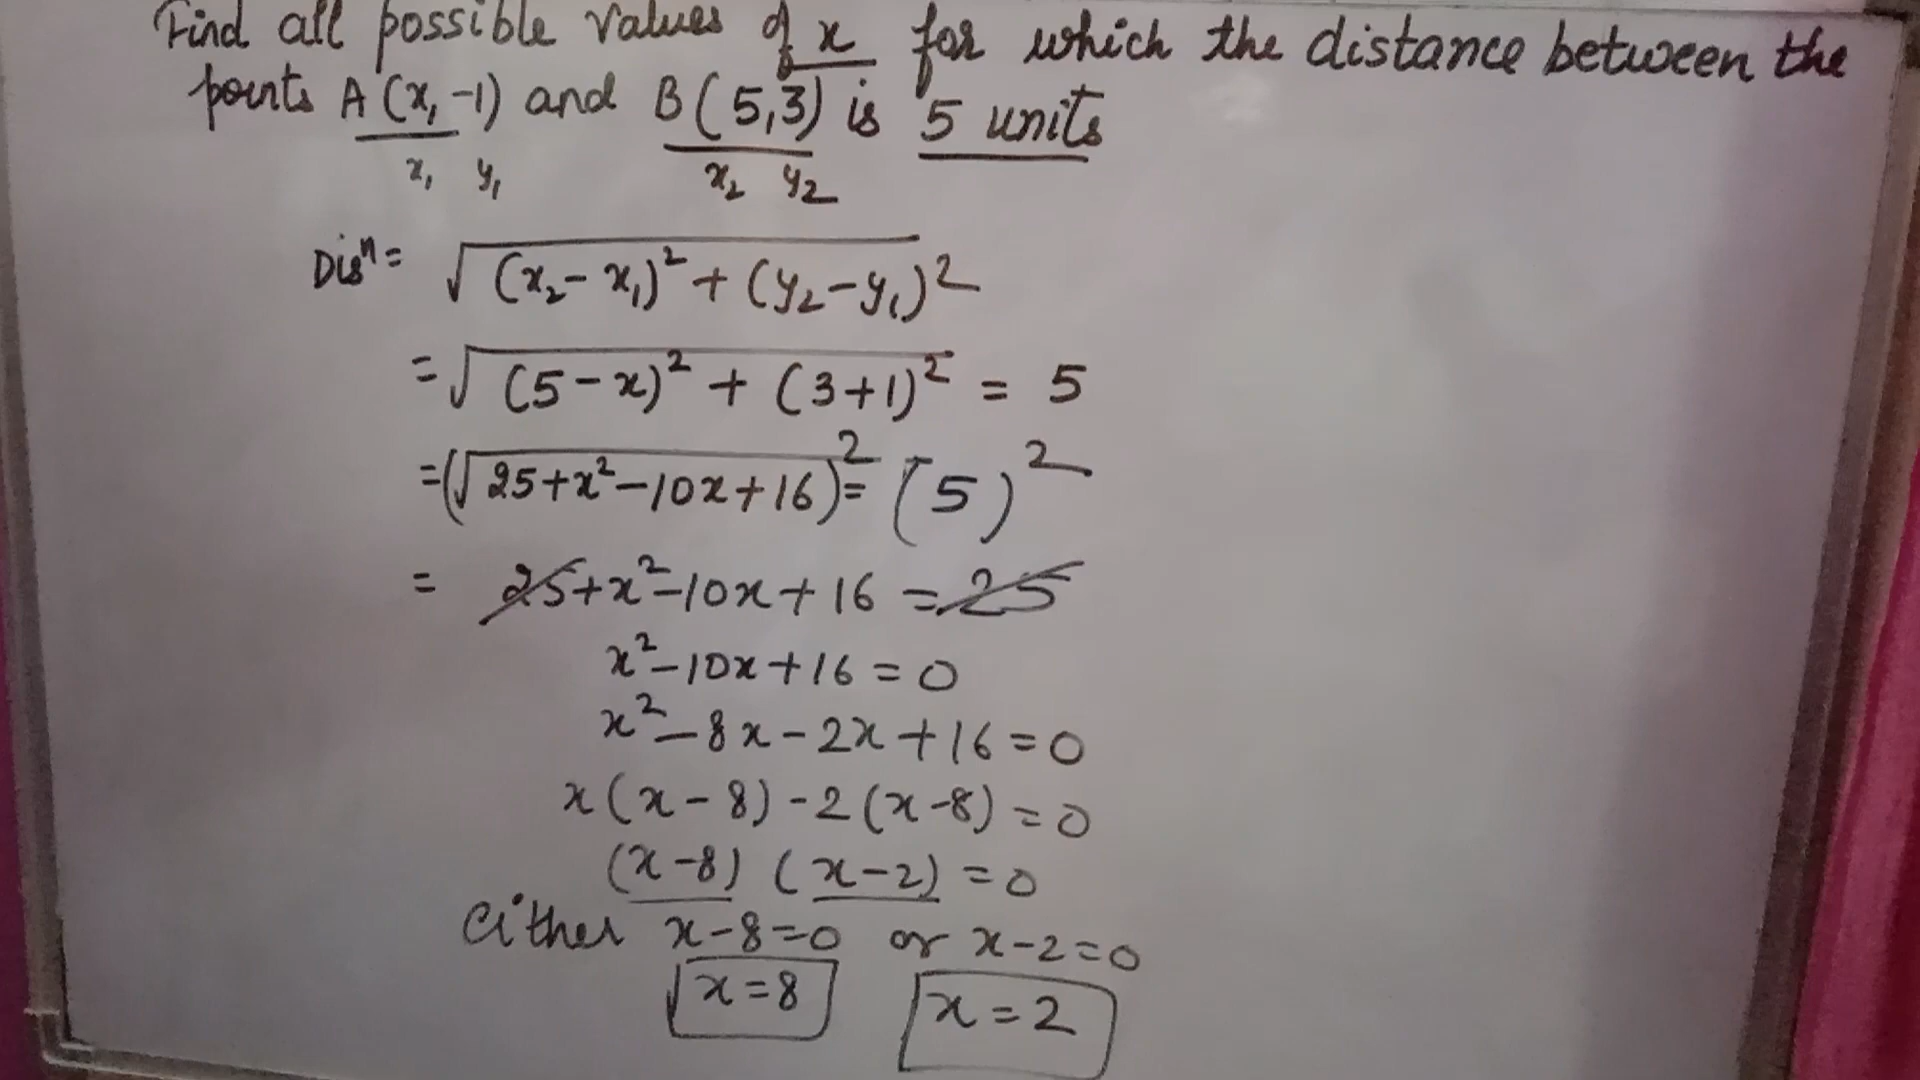 Find all possible values of x for which the distance between the
points A(x, -1) and B(5,3) is 5 units
x₁ y₁ x₂ y₂
Disⁿ = √(x₂-x₁)²+(y₂-y₁)²
=√(5-x)²+(3+1)² = 5
=(√25+x²-10x+16)²=(5)²
= 25+x²-10x+16 = 25
x²-10x+16=0
x²-8x-2x+16=0
x(x-8)-2(x-8)=0
(x-8)(x-2)=0
either x-8=0 or x-2=0
x=8 x=2